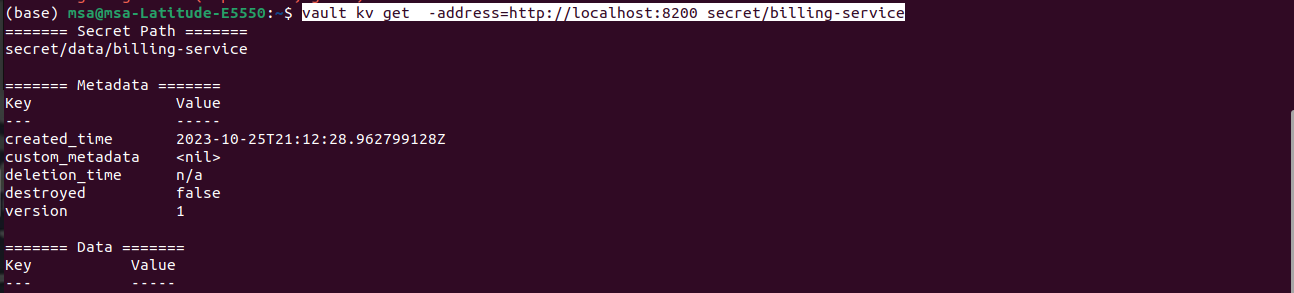 (base) msa@msa-Latitude-E5550:~$ vault kv get  -address=http://localhost:8200 secret/billing-service
======= Secret Path =======
secret/data/billing-service

======= Metadata =======
Key                Value
---                -----
created_time       2023-10-25T21:12:28.962799128Z
custom_metadata    <nil>
deletion_time      n/a
destroyed          false
version            1

======= Data =======
Key           Value
---           -----